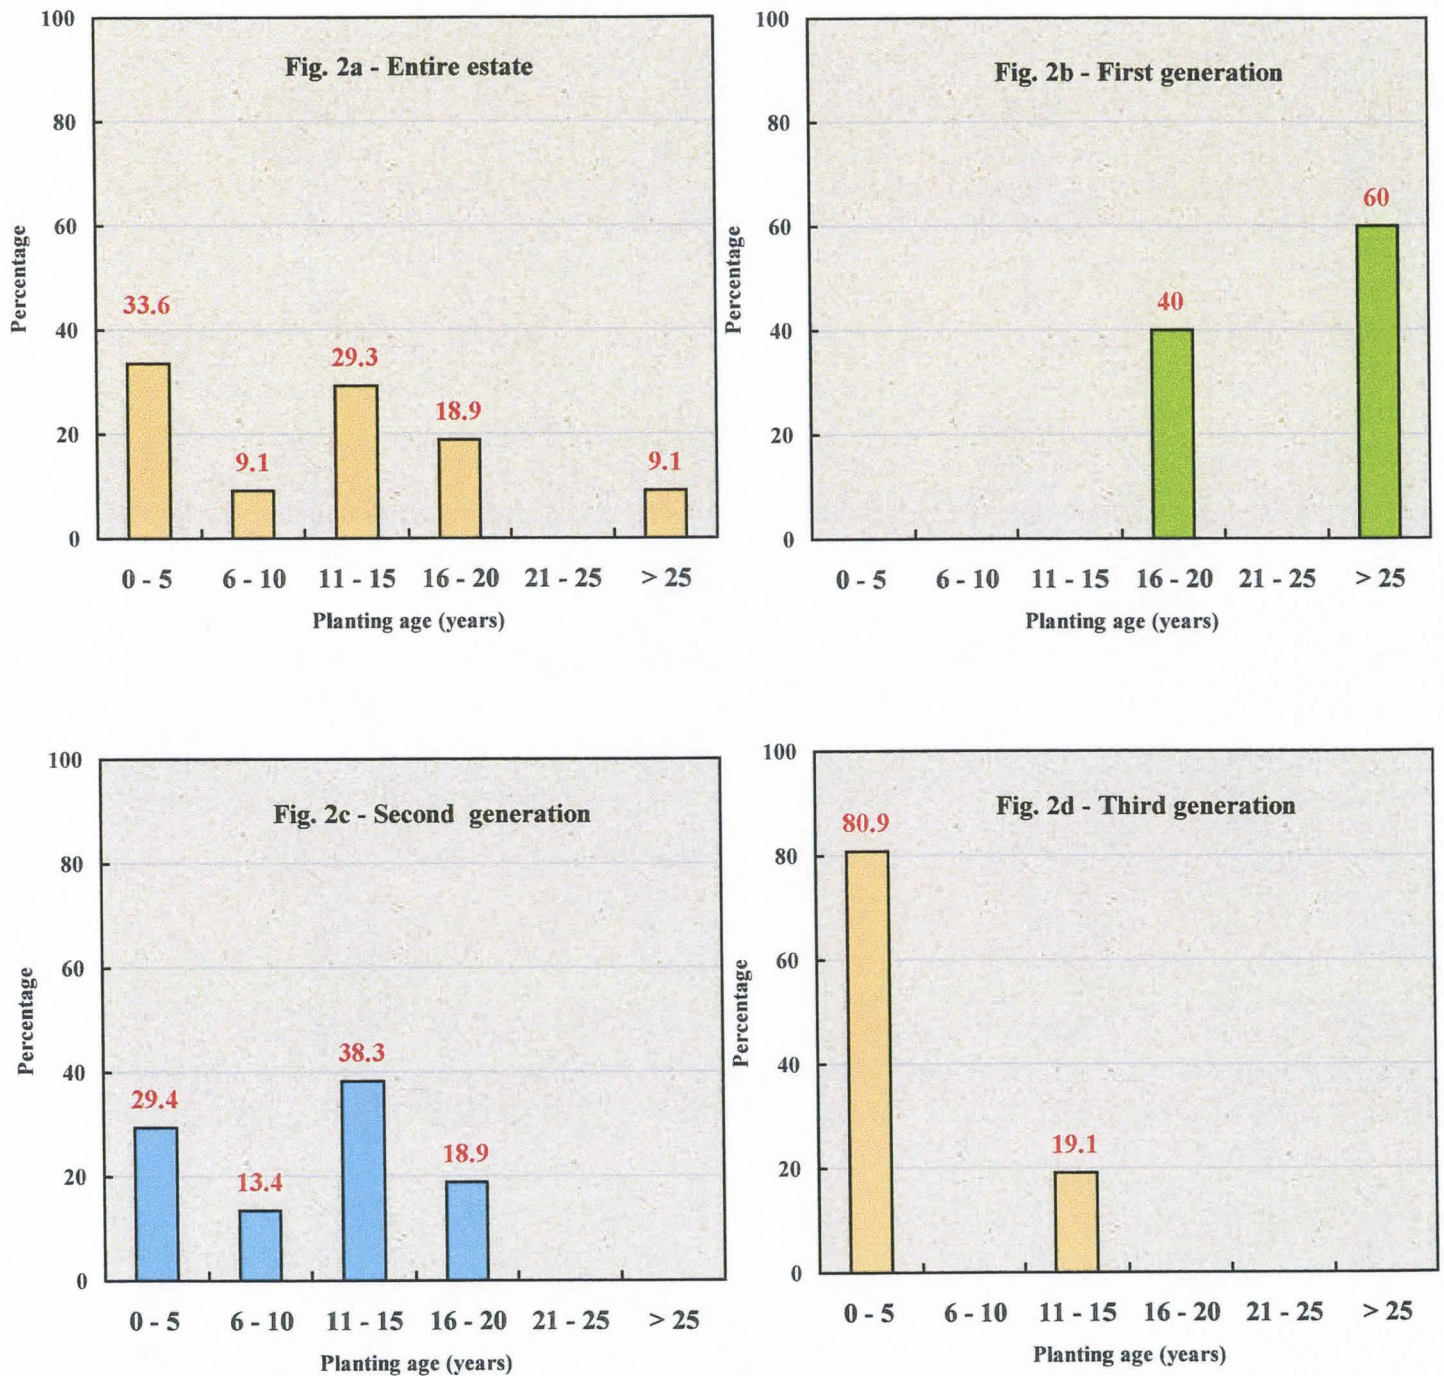 Fig. 2a - Entire estate
Percentage
100
80
60
40
20
0
33.6
9.1
29.3
18.9
9.1
0 - 5 6 - 10 11 - 15 16 - 20 21 - 25 > 25
Planting age (years)
Fig. 2b - First generation
Percentage
100
80
60
40
20
0
40
60
0 - 5 6 - 10 11 - 15 16 - 20 21 - 25 > 25
Planting age (years)
Fig. 2c - Second generation
Percentage
100
80
60
40
20
0
29.4
13.4
38.3
18.9
0 - 5 6 - 10 11 - 15 16 - 20 21 - 25 > 25
Planting age (years)
Fig. 2d - Third generation
Percentage
100
80
60
40
20
0
80.9
19.1
0 - 5 6 - 10 11 - 15 16 - 20 21 - 25 > 25
Planting age (years)